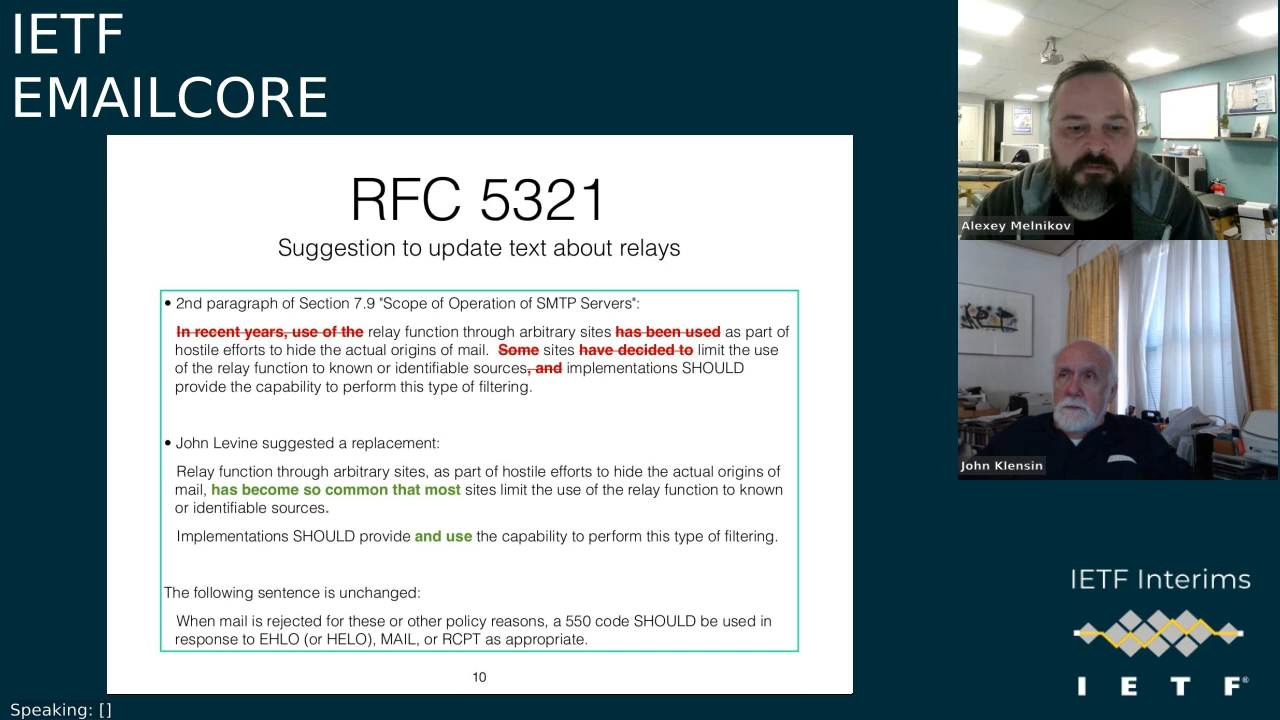 IETF
EMAILCORE
RFC 5321
Suggestion to update text about relays
• 2nd paragraph of Section 7.9 "Scope of Operation of SMTP Servers":
In recent years, use of the relay function through arbitrary sites has been used as part of
hostile efforts to hide the actual origins of mail. Some sites have decided to limit the use
of the relay function to known or identifiable sources, and implementations SHOULD
provide the capability to perform this type of filtering.
• John Levine suggested a replacement:
Relay function through arbitrary sites, as part of hostile efforts to hide the actual origins of
mail, has become so common that most sites limit the use of the relay function to known
or identifiable sources.
Implementations SHOULD provide and use the capability to perform this type of filtering.
The following sentence is unchanged:
When mail is rejected for these or other policy reasons, a 550 code SHOULD be used in
response to EHLO (or HELO), MAIL, or RCPT as appropriate.
10
Speaking: []
Alexey Melnikov
John Klensin
IETF Interims
I E T F®